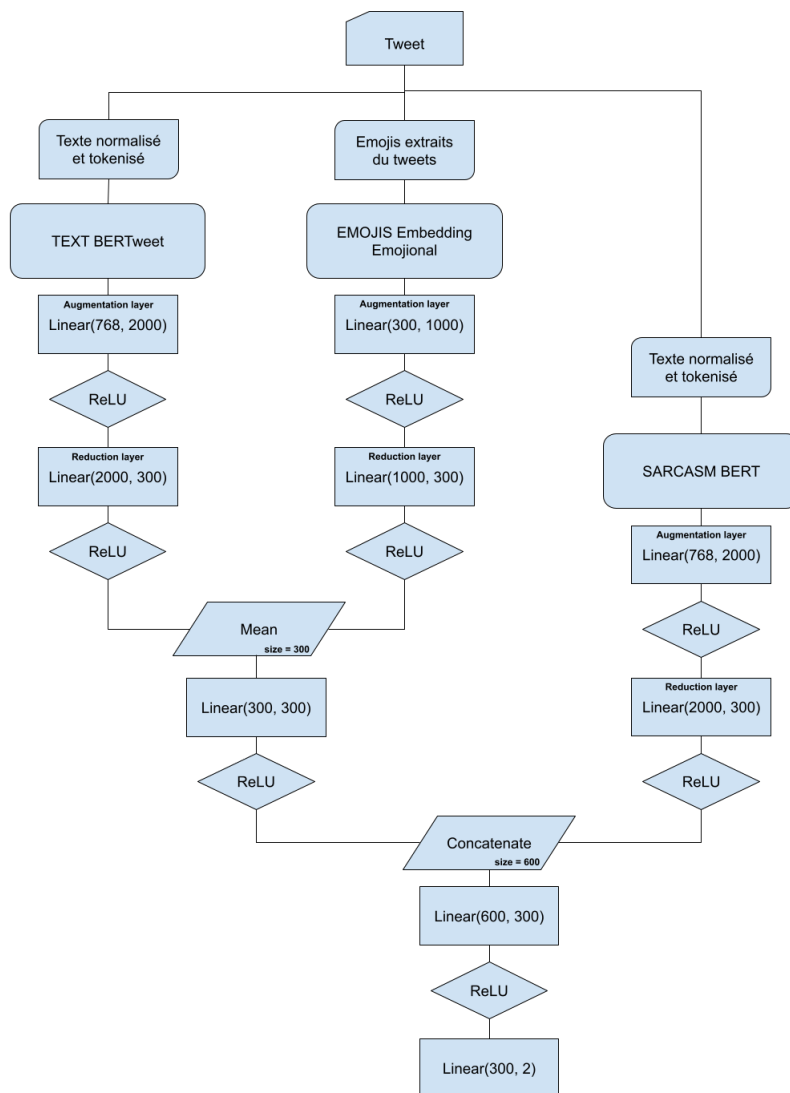 Tweet
Texte normalisé
et tokenisé
Emojis extraits
du tweets
TEXT BERTweet
EMOJIS Embedding
Emojional
Augmentation layer
Linear(768, 2000)
Augmentation layer
Linear(300, 1000)
Texte normalisé
et tokenisé
ReLU
ReLU
Reduction layer
Linear(2000, 300)
Reduction layer
Linear(1000, 300)
SARCASM BERT
ReLU
ReLU
Augmentation layer
Linear(768, 2000)
Mean
size = 300
ReLU
Linear(300, 300)
Reduction layer
Linear(2000, 300)
ReLU
ReLU
Concatenate
size = 600
Linear(600, 300)
ReLU
Linear(300, 2)